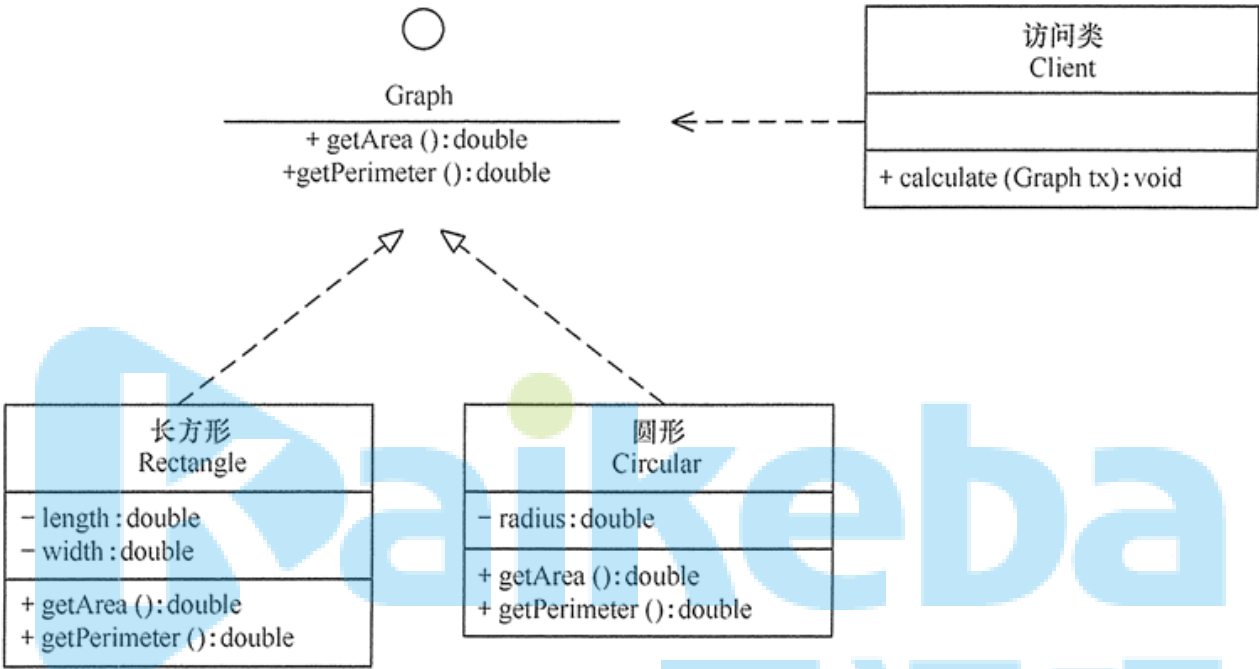 Graph
+ getArea ():double
+getPerimeter ():double
访问类
Client
+ calculate (Graph tx):void
长方形
Rectangle
- length:double
- width:double
+ getArea ():double
+ getPerimeter ():double
圆形
Circular
- radius:double
+ getArea ():double
+ getPerimeter ():double
kaikeba